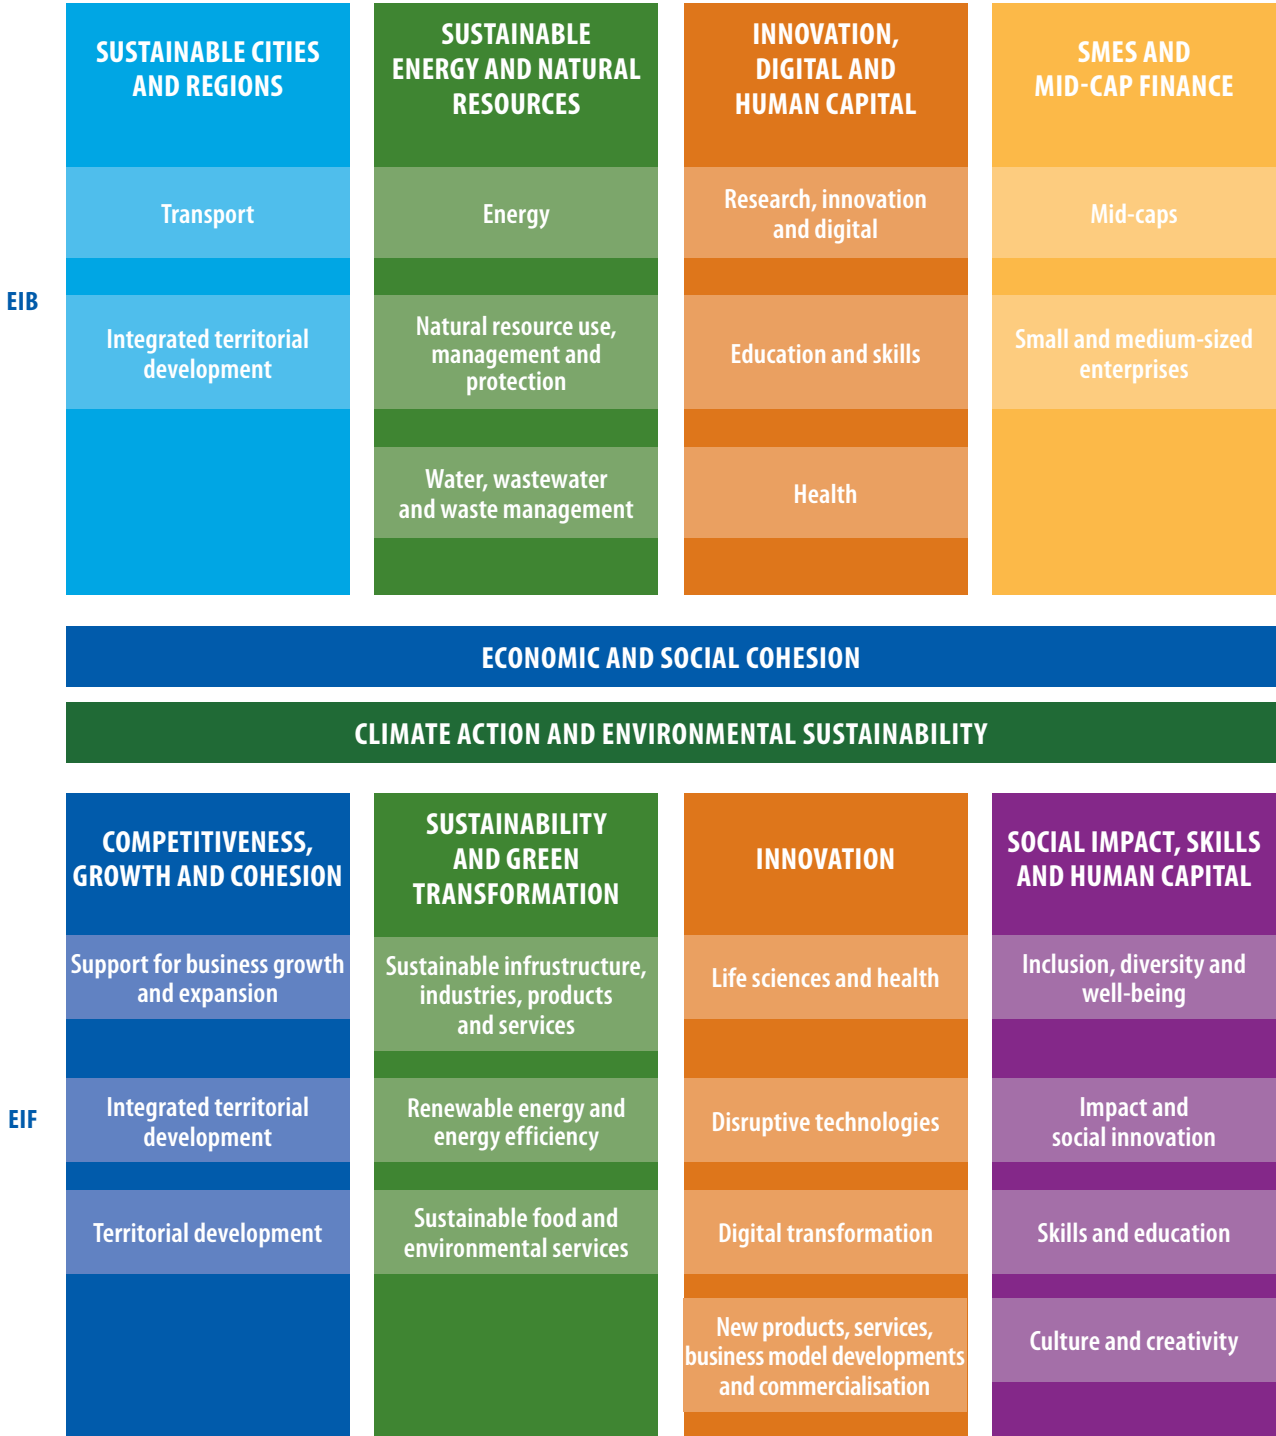 SUSTAINABLE CITIES
AND REGIONS
Transport
Integrated territorial
development
SUSTAINABLE
ENERGY AND NATURAL
RESOURCES
Energy
Natural resource use,
management and
protection
Water, wastewater
and waste management
INNOVATION,
DIGITAL AND
HUMAN CAPITAL
Research, innovation
and digital
Education and skills
Health
SMES AND
MID-CAP FINANCE
Mid-caps
Small and medium-sized
enterprises
EIB
ECONOMIC AND SOCIAL COHESION
CLIMATE ACTION AND ENVIRONMENTAL SUSTAINABILITY
COMPETITIVENESS,
GROWTH AND COHESION
Support for business growth
and expansion
Integrated territorial
development
Territorial development
SUSTAINABILITY
AND GREEN
TRANSFORMATION
Sustainable infrustructure,
industries, products
and services
Renewable energy and
energy efficiency
Sustainable food and
environmental services
INNOVATION
Life sciences and health
Disruptive technologies
Digital transformation
New products, services,
business model developments
and commercialisation
SOCIAL IMPACT, SKILLS
AND HUMAN CAPITAL
Inclusion, diversity and
well-being
Impact and
social innovation
Skills and education
Culture and creativity
EIF